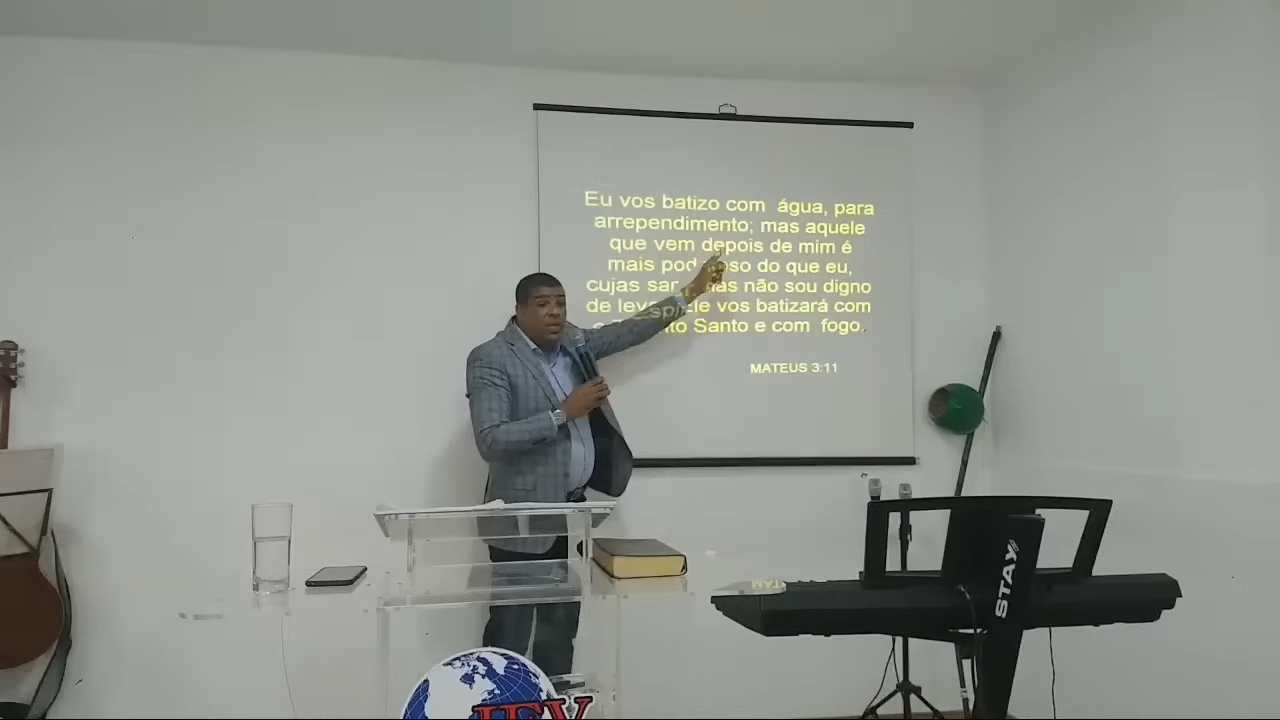 Eu vos batizo com água, para
arrependimento; mas aquele
que vem depois de mim é
mais do que eu,
cujas não sou digno
de vos batizará com
Santo e com fogo.
MATEUS 3:11
STAY
IEV